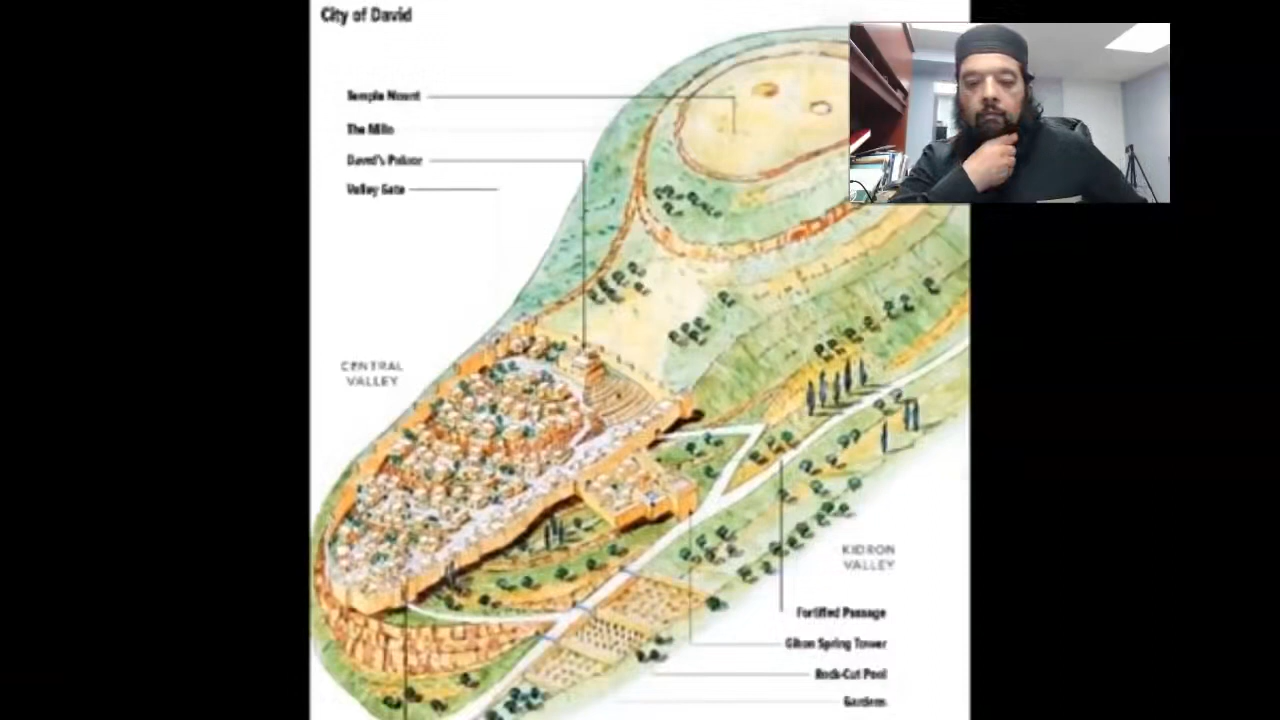 City of David
Temple Mount
The Millo
David's Palace
Valley Gate
CENTRAL
VALLEY
KIDRON
VALLEY
Fortified Passage
Gihon Spring Tower
Rock-Cut Pool
Gardens